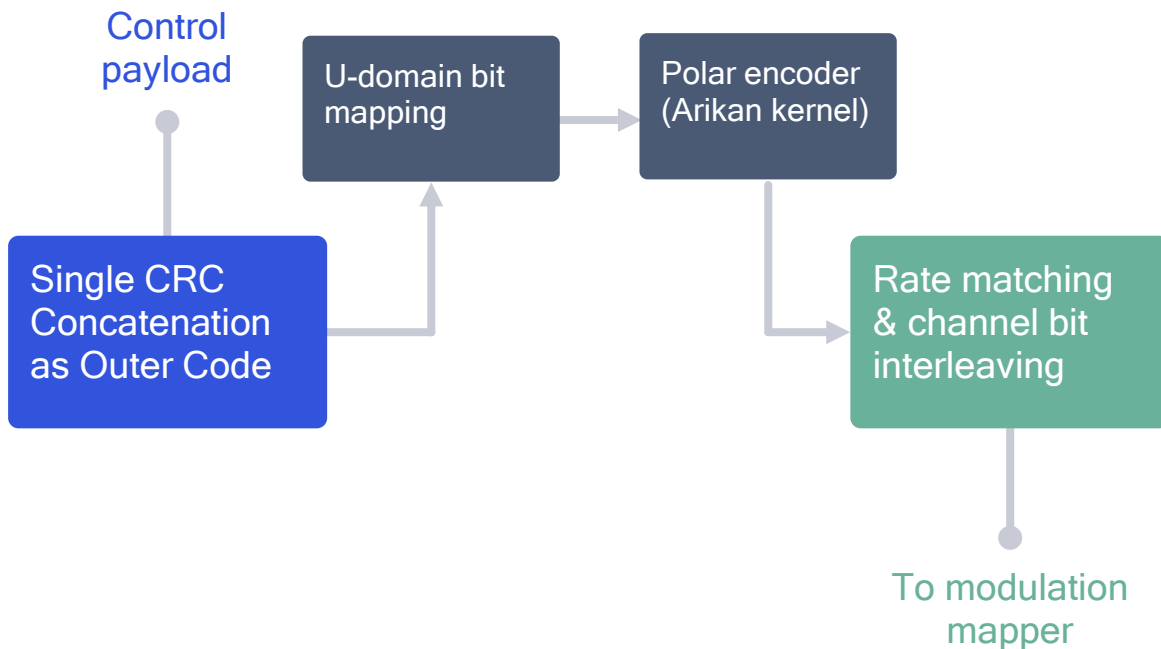 Control
payload
U-domain bit
mapping
Polar encoder
(Arikan kernel)
Single CRC
Concatenation
as Outer Code
Rate matching
& channel bit
interleaving
To modulation
mapper